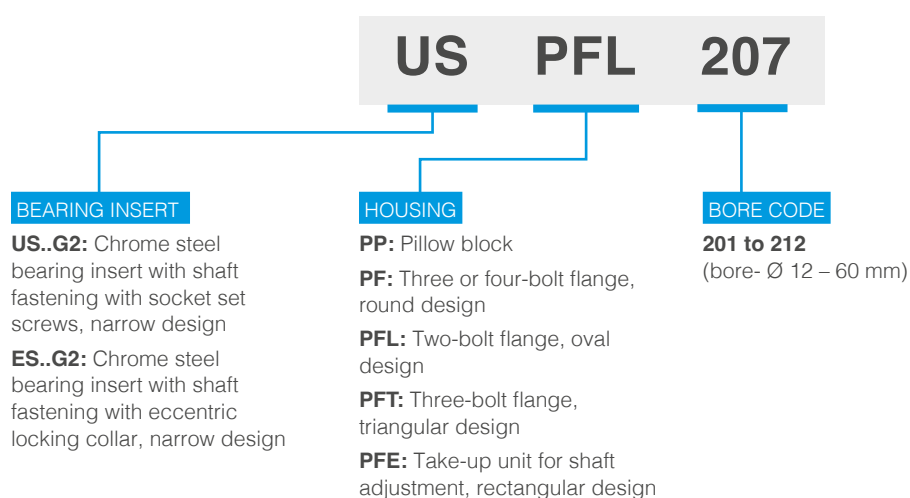 US PFL 207
BEARING INSERT
US..G2: Chrome steel
bearing insert with shaft
fastening with socket set
screws, narrow design
ES..G2: Chrome steel
bearing insert with shaft
fastening with eccentric
locking collar, narrow design
HOUSING
PP: Pillow block
PF: Three or four-bolt flange,
round design
PFL: Two-bolt flange, oval
design
PFT: Three-bolt flange,
triangular design
PFE: Take-up unit for shaft
adjustment, rectangular design
BORE CODE
201 to 212
(bore- Ø 12 – 60 mm)